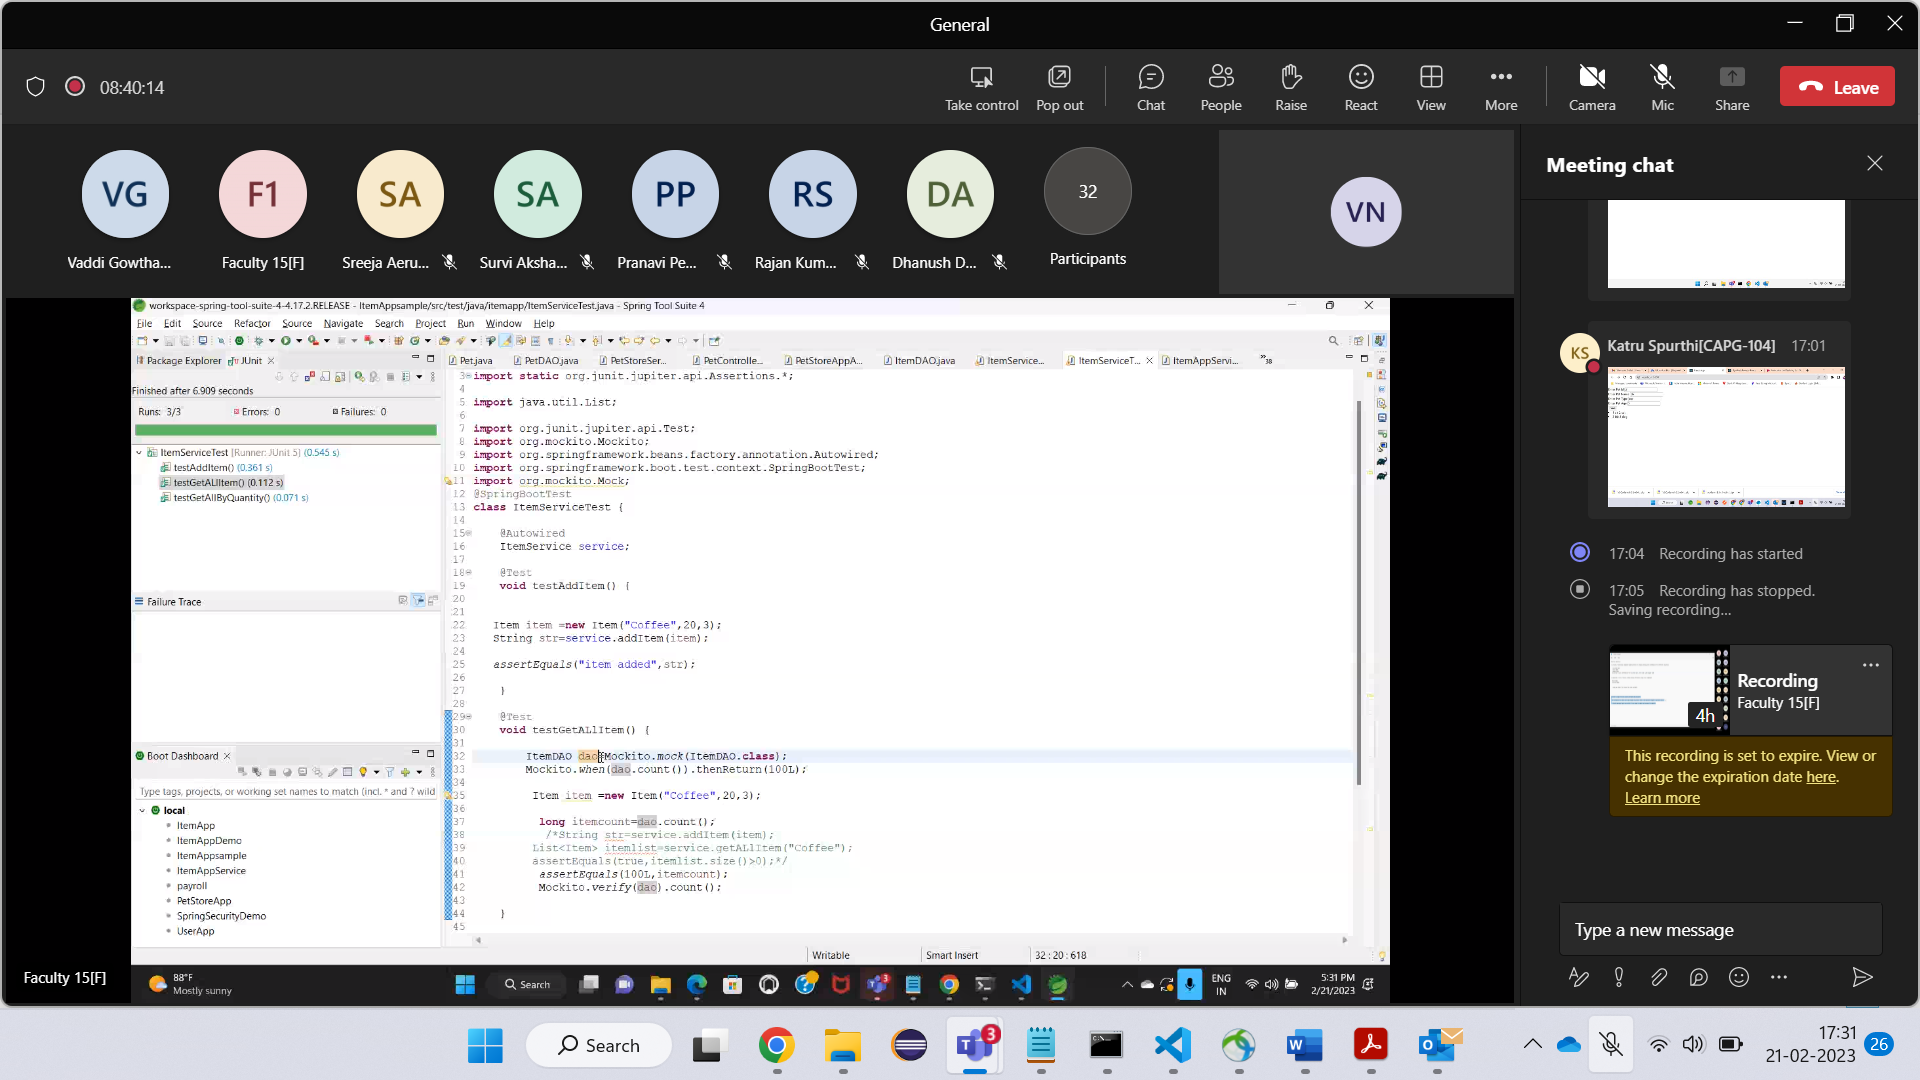 General
08:40:14
Take control
Pop out
Chat
People
Raise
React
View
More
Camera
Mic
Share
Leave
VG
F1
SA
SA
PP
RS
DA
32
VN
Vaddi Gowtha...
Faculty 15[F]
Sreeja Aeru...
Survi Aksha...
Pranavi Pe...
Rajan Kum...
Dhanush D...
Participants
Meeting chat
KS
Katru Spurthi[CAPG-104] 17:01
17:04 Recording has started
17:05 Recording has stopped.
Saving recording...
Recording
Faculty 15[F]
4h
This recording is set to expire. View or
change the expiration date here.
Learn more
Type a new message
workspace-spring-tool-suite-4-4.17.2.RELEASE - ItemAppsample/src/test/java/itemapp/ItemServiceTest.java - Spring Tool Suite 4
File Edit Source Refactor Source Navigate Search Project Run Window Help
Package Explorer JUnit
Pet.java PetDAO.java PetStoreSer... PetControlle... PetStoreAppA... ItemDAO.java ItemService... ItemServiceT... ItemAppServi... 38
Finished after 6.909 seconds
Runs: 3/3 Errors: 0 Failures: 0
ItemServiceTest [Runner: JUnit 5] (0.545 s)
testAddItem() (0.361 s)
testGetALlItem() (0.112 s)
testGetAllByQuantity() (0.071 s)
Failure Trace
Boot Dashboard
Type tags, projects, or working set names to match (incl. * and ? wild
local
ItemApp
ItemAppDemo
ItemAppsample
ItemAppService
payroll
PetStoreApp
SpringSecurityDemo
UserApp
3 import static org.junit.jupiter.api.Assertions.*;
4
5 import java.util.List;
6
7 import org.junit.jupiter.api.Test;
8 import org.mockito.Mockito;
9 import org.springframework.beans.factory.annotation.Autowired;
10 import org.springframework.boot.test.context.SpringBootTest;
11 import org.mockito.Mock;
12 @SpringBootTest
13 class ItemServiceTest {
14
15 @Autowired
16 ItemService service;
17
18 @Test
19 void testAddItem() {
20
21
22 Item item =new Item("Coffee",20,3);
23 String str=service.addItem(item);
24
25 assertEquals("item added",str);
26
27 }
28
29 @Test
30 void testGetALlItem() {
31
32 ItemDAO dao=Mockito.mock(ItemDAO.class);
33 Mockito.when(dao.count()).thenReturn(100L);
34
35 Item item =new Item("Coffee",20,3);
36
37 long itemcount=dao.count();
38 /*String str=service.addItem(item);
39 List<Item> itemlist=service.getALlItem("Coffee");
40 assertEquals(true,itemlist.size()>0);*/
41 assertEquals(100L,itemcount);
42 Mockito.verify(dao).count();
43
44 }
45
Writable Smart Insert 32 : 20 : 618
Faculty 15[F]
88°F
Mostly sunny
Search
3
ENG
IN
5:31 PM
2/21/2023
Search
3
17:31
21-02-2023
26